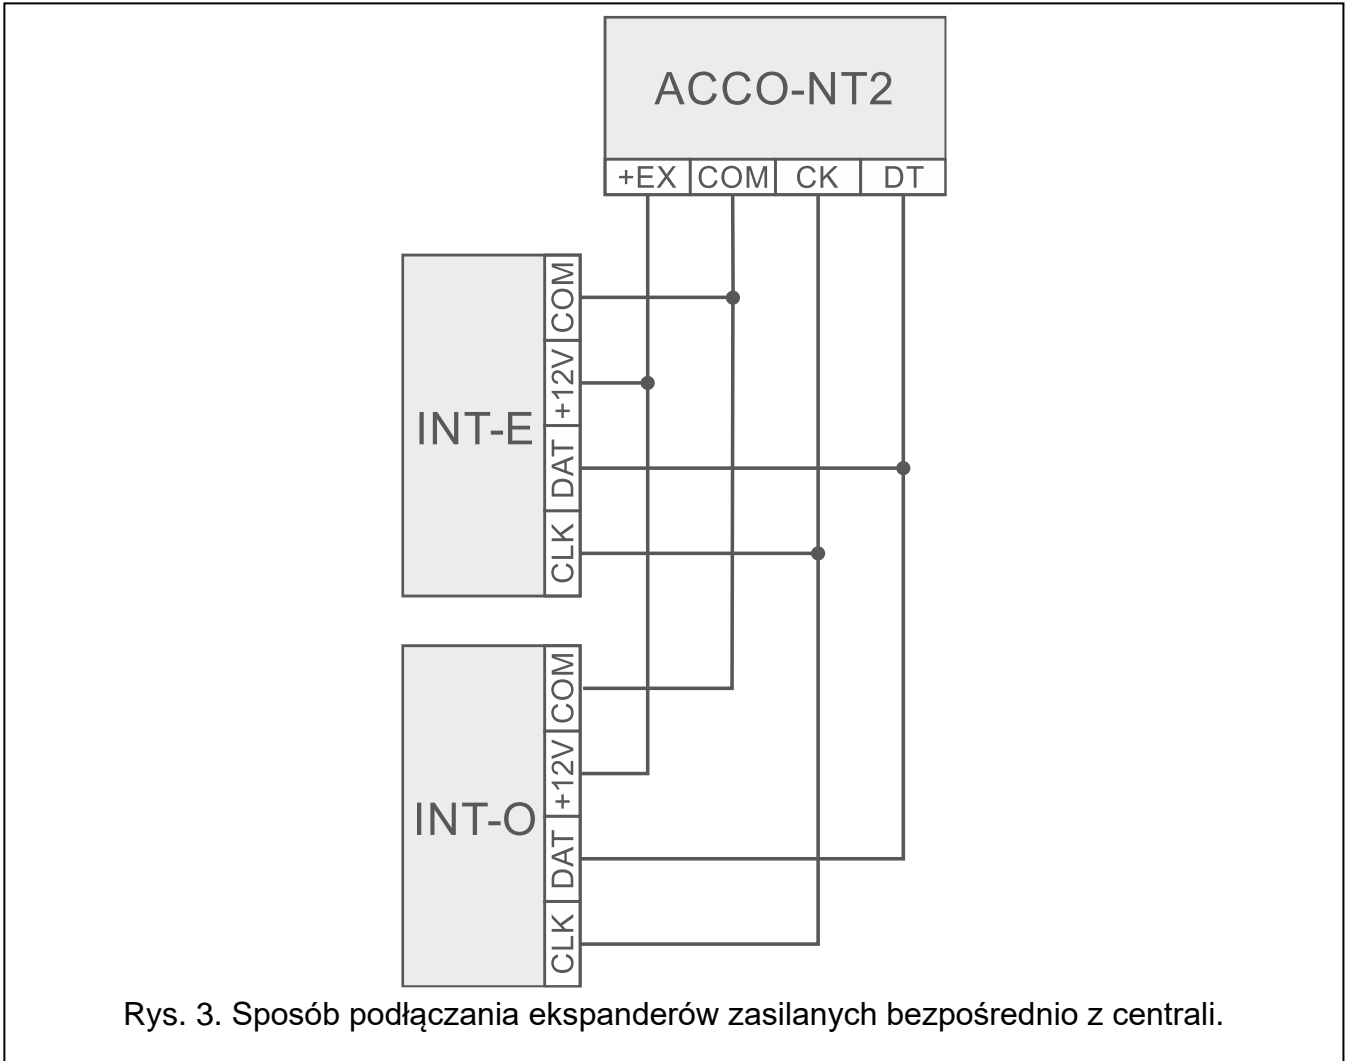 ACCO-NT2
+EX COM CK DT
INT-E
COM
+12V
DAT
CLK
INT-O
COM
+12V
DAT
CLK
Rys. 3. Sposób podłączania ekspanderów zasilanych bezpośrednio z centrali.